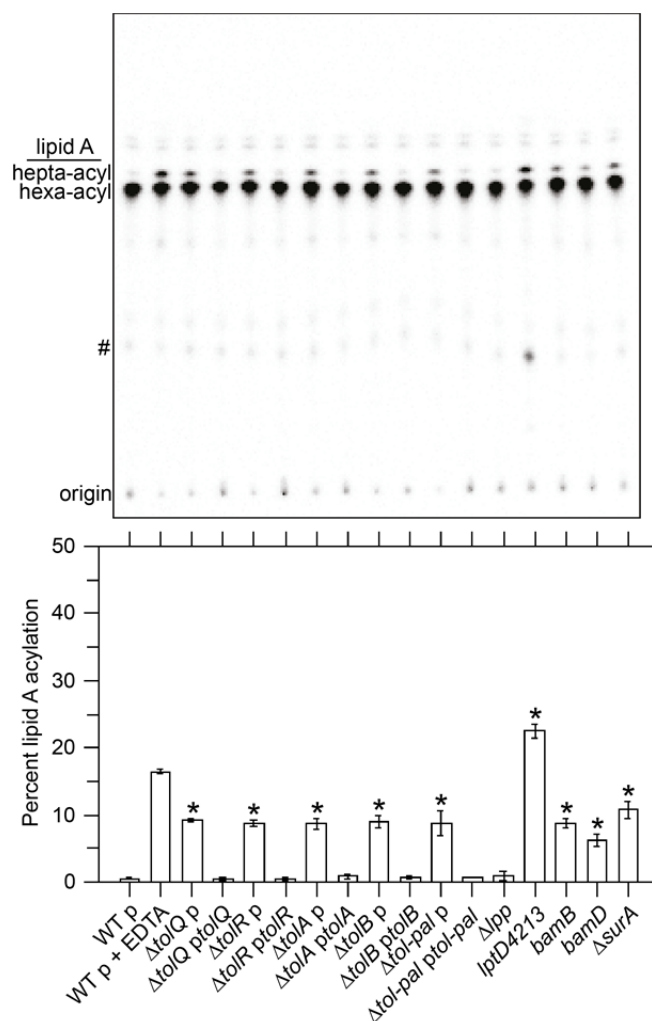 lipid A
hepta-acyl
hexa-acyl
#
origin
50
40
30
20
10
0
Percent lipid A acylation
* * * * * * * * *
WT p
WT p + EDTA
ΔtolQ p
ΔtolQ ptolQ
ΔtolR p
ΔtolR ptolR
ΔtolA p
ΔtolA ptolA
ΔtolB p
ΔtolB ptolB
Δtol-pal p
Δtol-pal ptol-pal
Δlpp
lptD4213
bamB
bamD
ΔsurA